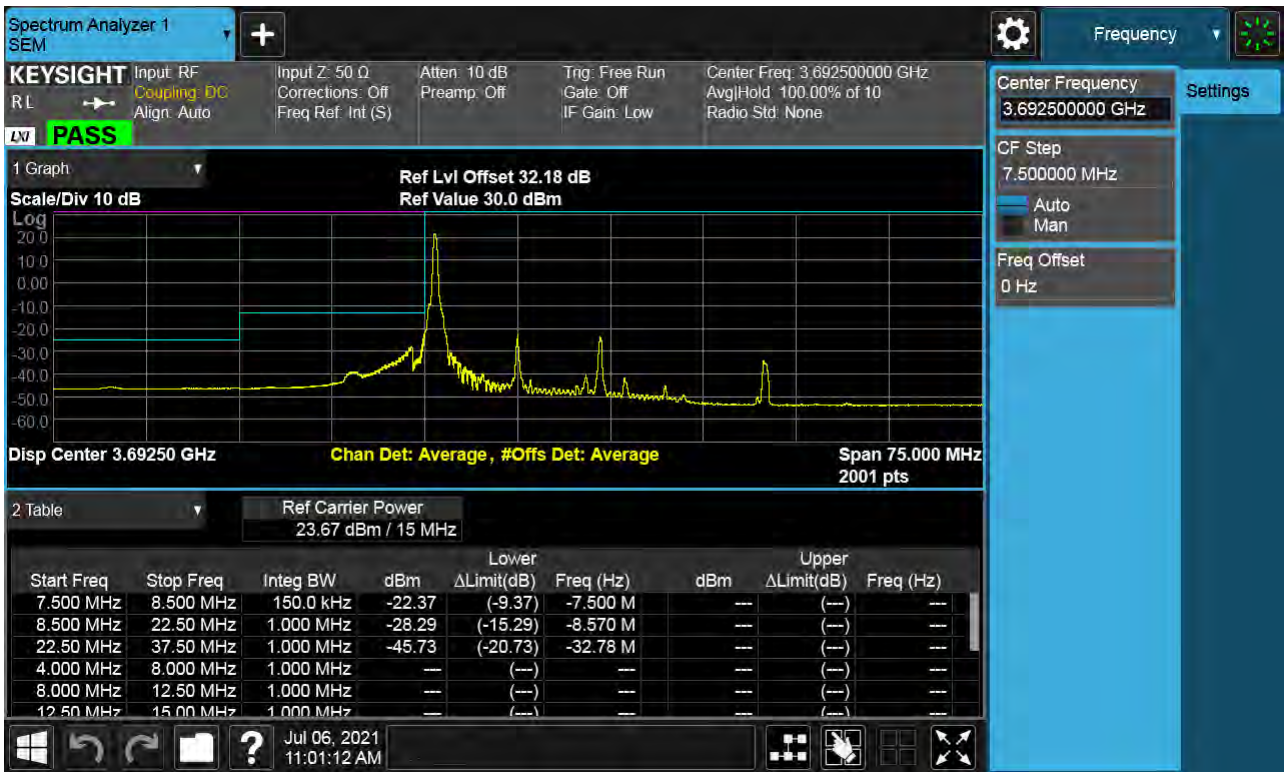 Spectrum Analyzer 1
SEM
+
Frequency
KEYSIGHT
RL
LXI
PASS
Input: RF
Coupling: DC
Align: Auto
Input Z: 50 Ω
Corrections: Off
Freq Ref: Int (S)
Atten: 10 dB
Preamp: Off
Trig: Free Run
Gate: Off
IF Gain: Low
Center Freq: 3.692500000 GHz
Avg|Hold: 100.00% of 10
Radio Std: None
Center Frequency
3.692500000 GHz
Settings
CF Step
7.500000 MHz
Auto
Man
Freq Offset
0 Hz
1 Graph
Scale/Div 10 dB
Ref Lvl Offset 32.18 dB
Ref Value 30.0 dBm
Log
20.0
10.0
0.00
-10.0
-20.0
-30.0
-40.0
-50.0
-60.0
Disp Center 3.69250 GHz
Chan Det: Average, #Offs Det: Average
Span 75.000 MHz
2001 pts
2 Table
Ref Carrier Power
23.67 dBm / 15 MHz
Lower Upper
Start Freq Stop Freq Integ BW dBm ΔLimit(dB) Freq (Hz) dBm ΔLimit(dB) Freq (Hz)
7.500 MHz 8.500 MHz 150.0 kHz -22.37 (-9.37) -7.500 M --- (---) ---
8.500 MHz 22.50 MHz 1.000 MHz -28.29 (-15.29) -8.570 M --- (---) ---
22.50 MHz 37.50 MHz 1.000 MHz -45.73 (-20.73) -32.78 M --- (---) ---
4.000 MHz 8.000 MHz 1.000 MHz --- (---) --- --- (---) ---
8.000 MHz 12.50 MHz 1.000 MHz --- (---) --- --- (---) ---
12.50 MHz 15.00 MHz 1.000 MHz --- (---) --- --- (---) ---
?
Jul 06, 2021
11:01:12 AM